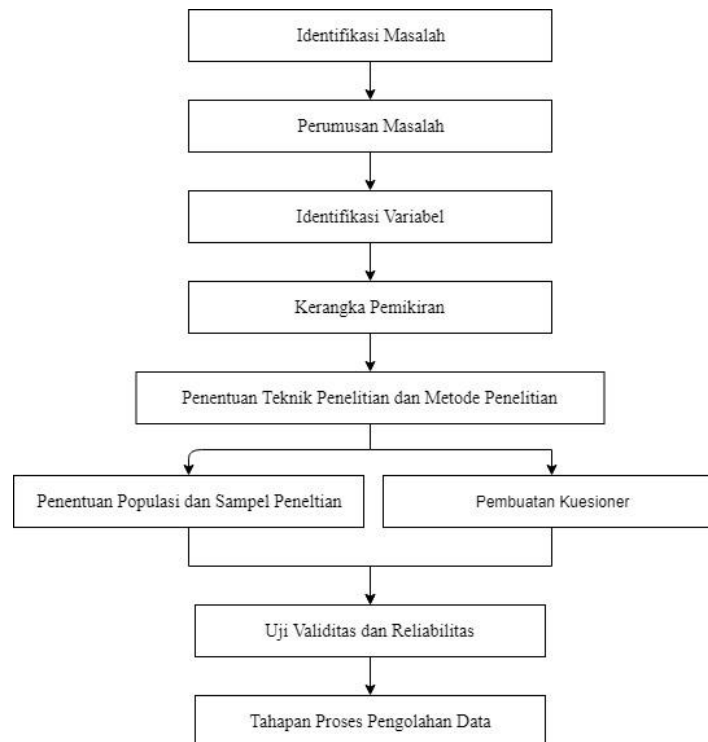 Identifikasi Masalah
Perumusan Masalah
Identifikasi Variabel
Kerangka Pemikiran
Penentuan Teknik Penelitian dan Metode Penelitian
Penentuan Populasi dan Sampel Peneltian
Pembuatan Kuesioner
Uji Validitas dan Reliabilitas
Tahapan Proses Pengolahan Data